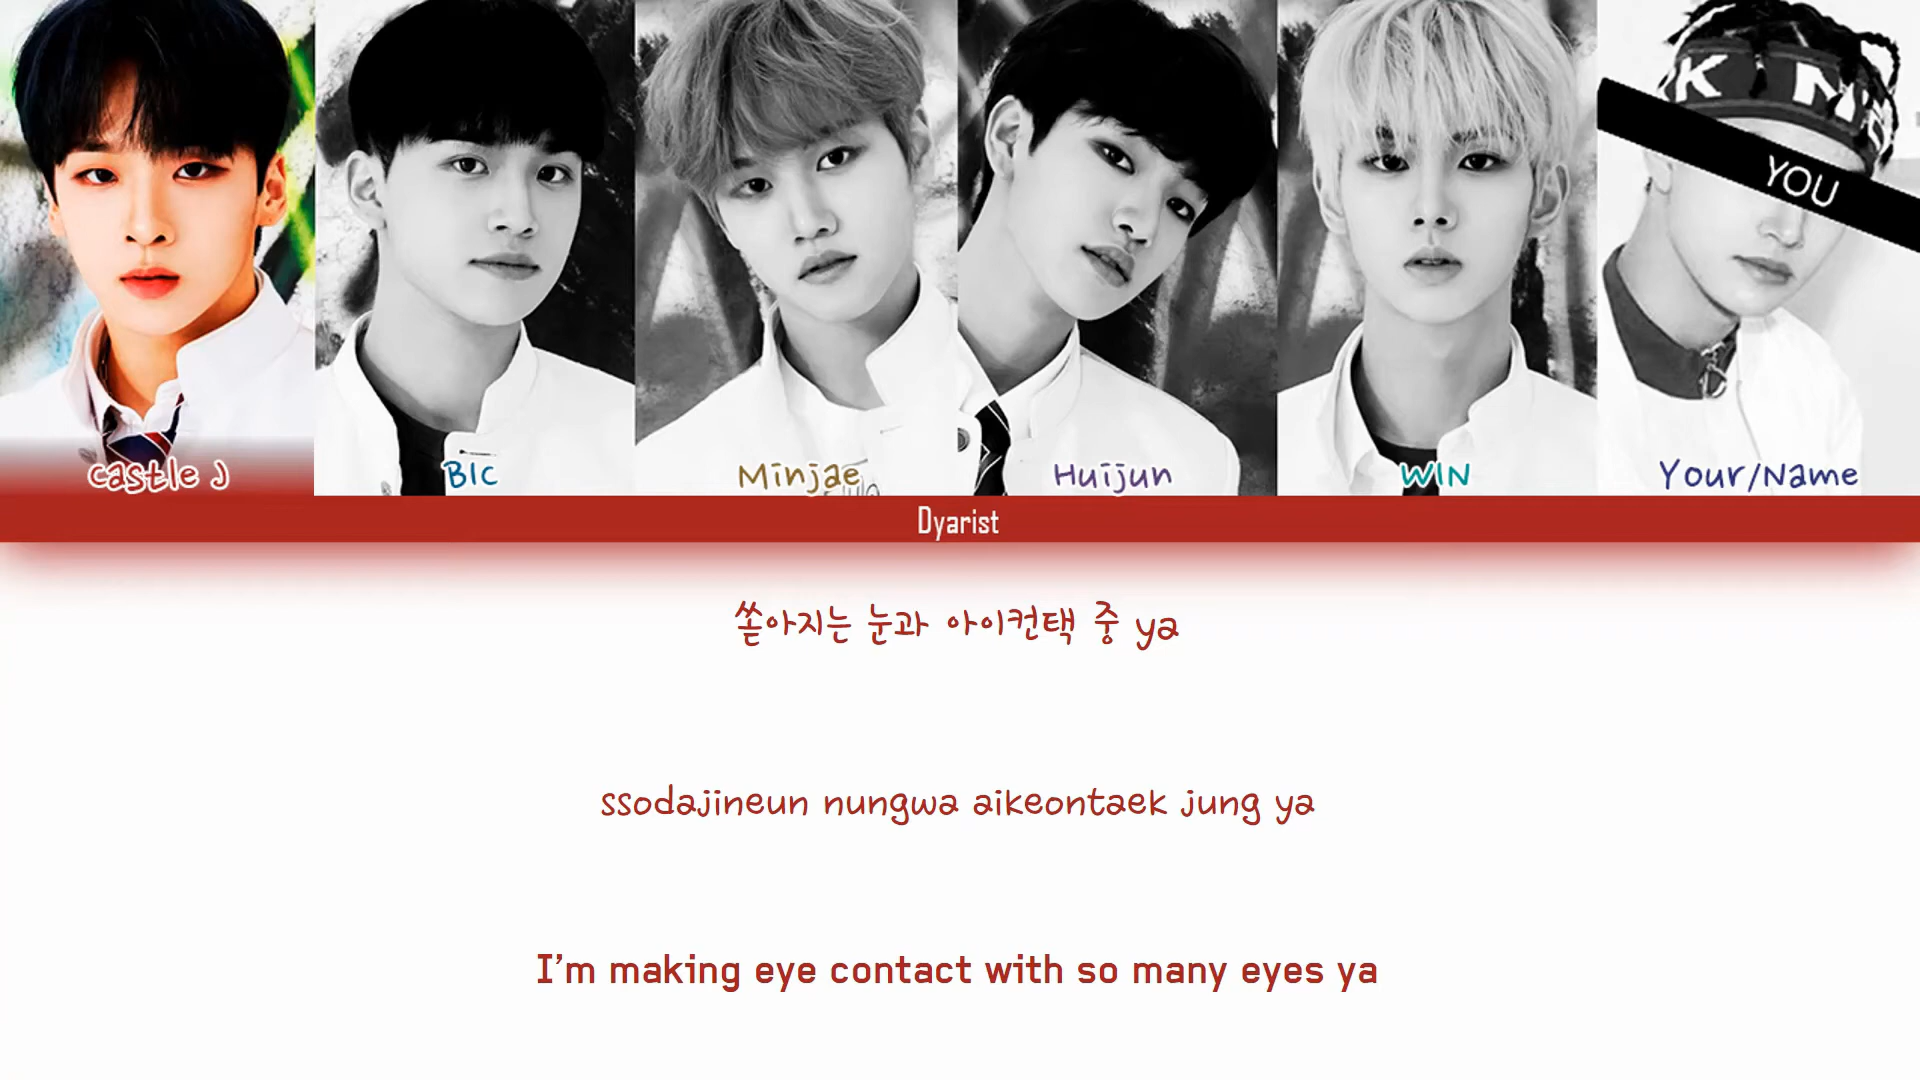 K N
YOU
Castle J
BIC
Minjae
Huijun
WIN
Your/Name
Dyarist
쏟아지는 눈과 아이컨택 중 ya
ssodajineun nungwa aikeontaek jung ya
I'm making eye contact with so many eyes ya